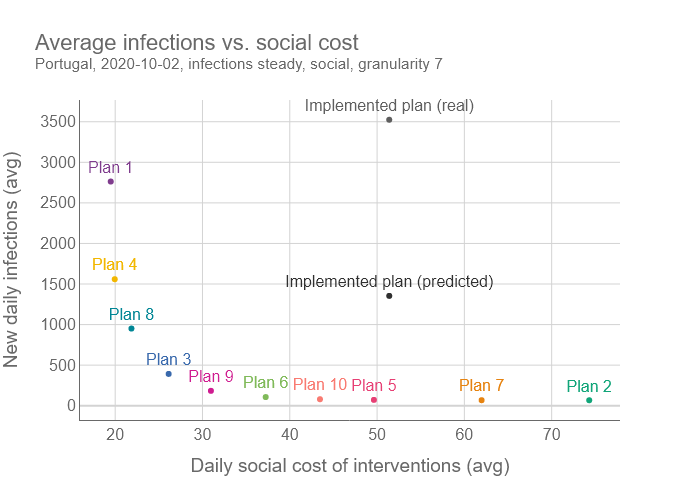 Average infections vs. social cost
Portugal, 2020-10-02, infections steady, social, granularity 7
Implemented plan (real)
3500
Plan 1
3000
2500
2000
Plan 4
Implemented plan (predicted)
1500
Plan 8
1000
Plan 3
500
Plan 9
Plan 6
Plan 10
Plan 5
Plan 7
Plan 2
0
20
30
40
50
60
70
New daily infections (avg)
Daily social cost of interventions (avg)